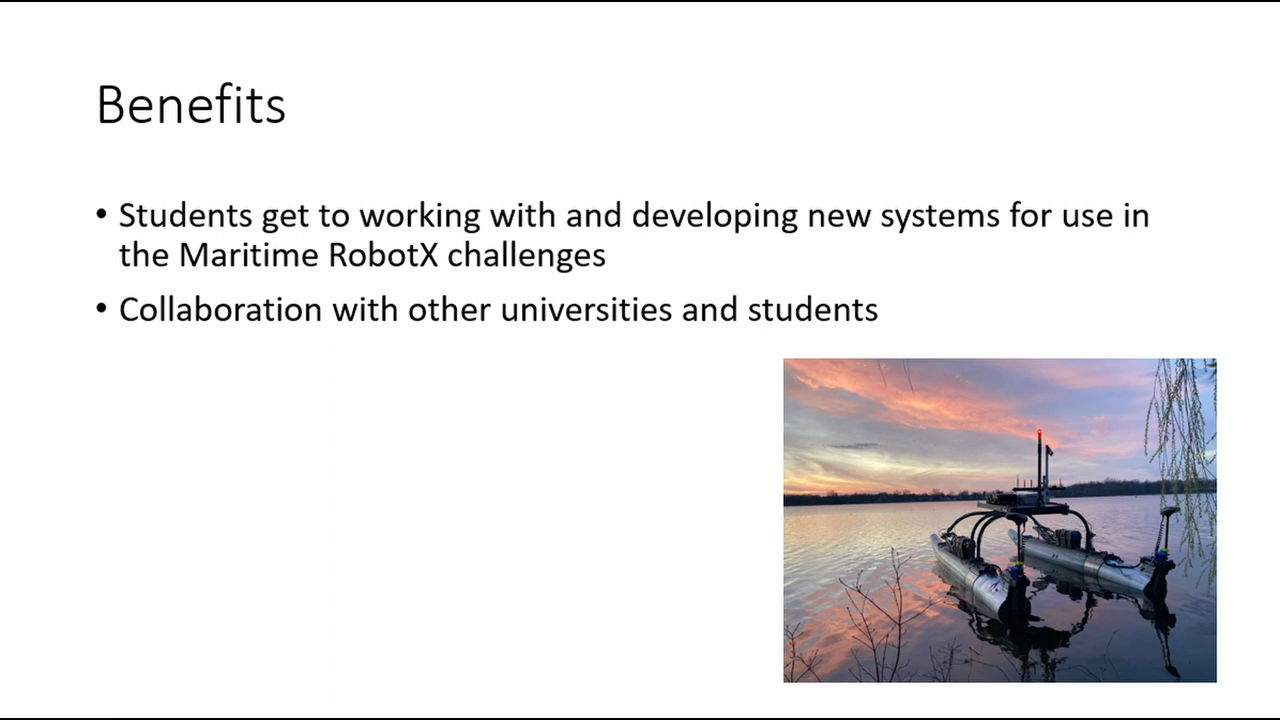 Benefits
• Students get to working with and developing new systems for use in
the Maritime RobotX challenges
• Collaboration with other universities and students